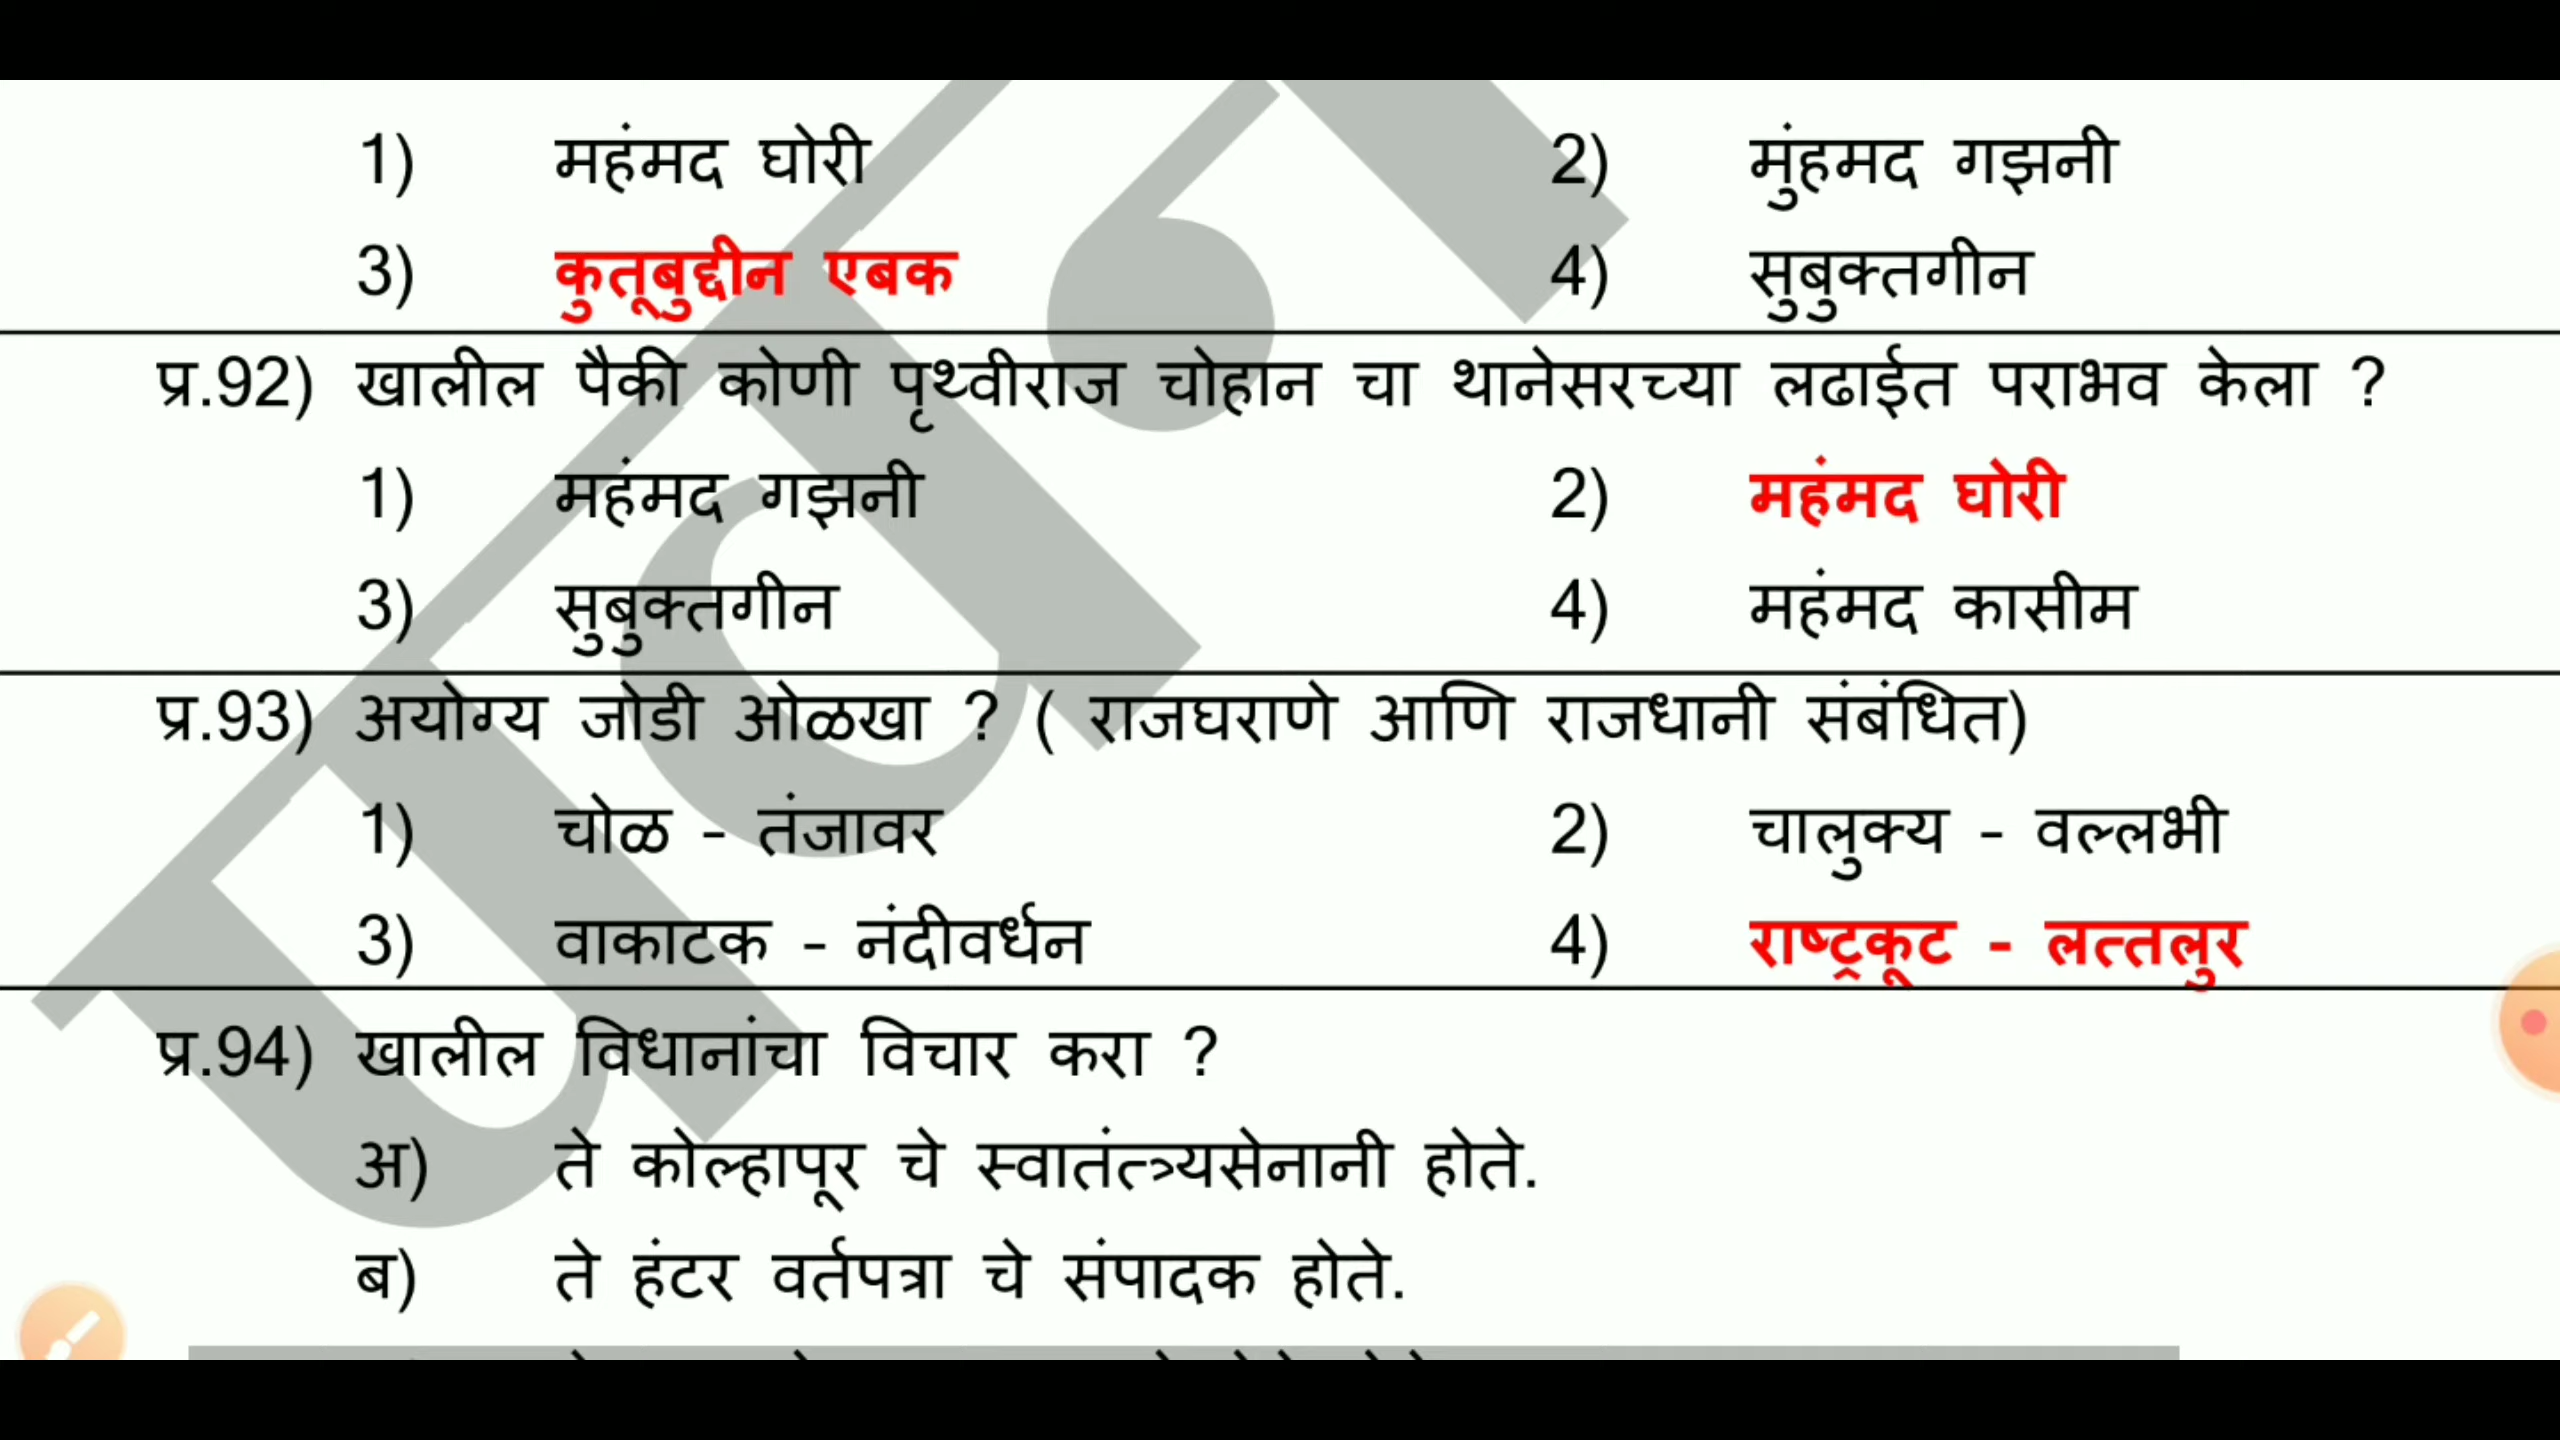 1) महंमद घोरी 2) मुंहमद गझनी
3) कुतूबुद्दीन एबक 4) सुबुक्तगीन
प्र.92) खालील पैकी कोणी पृथ्वीराज चोहान चा थानेसरच्या लढाईत पराभव केला ?
1) महंमद गझनी 2) महंमद घोरी
3) सुबुक्तगीन 4) महंमद कासीम
प्र.93) अयोग्य जोडी ओळखा ? ( राजघराणे आणि राजधानी संबंधित)
1) चोळ - तंजावर 2) चालुक्य - वल्लभी
3) वाकाटक - नंदीवर्धन 4) राष्ट्रकूट - लत्तलुर
प्र.94) खालील विधानांचा विचार करा ?
अ) ते कोल्हापूर चे स्वातंत्र्यसेनानी होते.
ब) ते हंटर वर्तपत्रा चे संपादक होते.